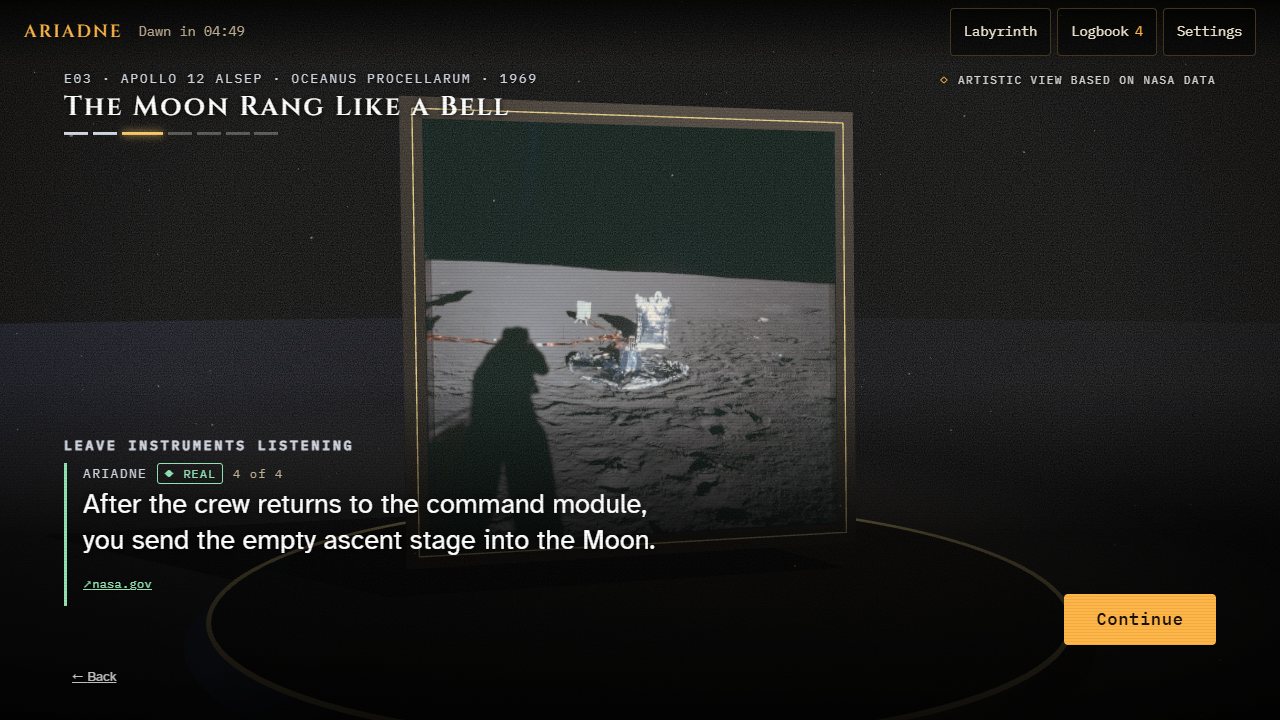 ARIADNE Dawn in 04:49 Labyrinth Logbook 4 Settings
E03 · APOLLO 12 ALSEP · OCEANUS PROCELLARUM · 1969
◇ ARTISTIC VIEW BASED ON NASA DATA
The Moon Rang Like a Bell
LEAVE INSTRUMENTS LISTENING
ARIADNE ◆ REAL 4 of 4
After the crew returns to the command module,
you send the empty ascent stage into the Moon.
↗nasa.gov
Continue
← Back